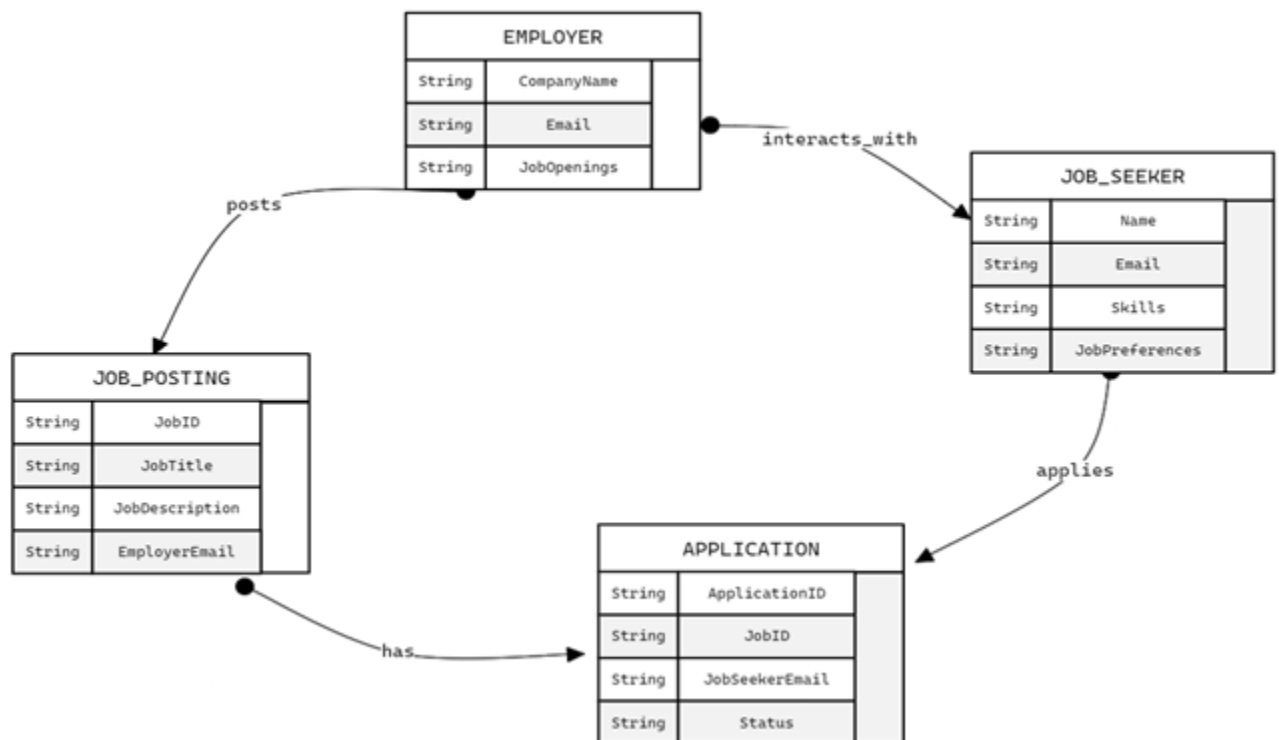 EMPLOYER
String CompanyName
String Email
String JobOpenings
interacts_with
posts
JOB_SEEKER
String Name
String Email
String Skills
String JobPreferences
JOB_POSTING
String JobID
String JobTitle
String JobDescription
String EmployerEmail
applies
has
APPLICATION
String ApplicationID
String JobID
String JobSeekerEmail
String Status